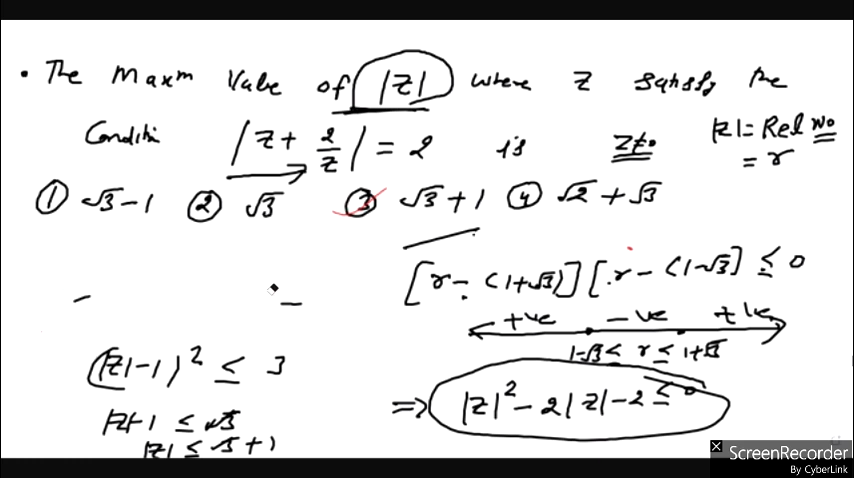 • The Maxm Value of |Z| where Z Satisfy the
Conditi |Z + 2/Z| = 2 is Z≠0 |Z| = Rel No
= r
① √3-1 ② √3 ③ √3+1 ④ √2+√3
[r-(1+√3)][r-(1-√3] ≤ 0
+ve -ve +ve
1-√3 ≤ r ≤ 1+√3
(|Z|-1)² ≤ 3
⇒ |Z|²-2|Z|-2 ≤ 0
|Z|-1 ≤ √3
|Z| ≤ √3+1
ScreenRecorder
By CyberLink